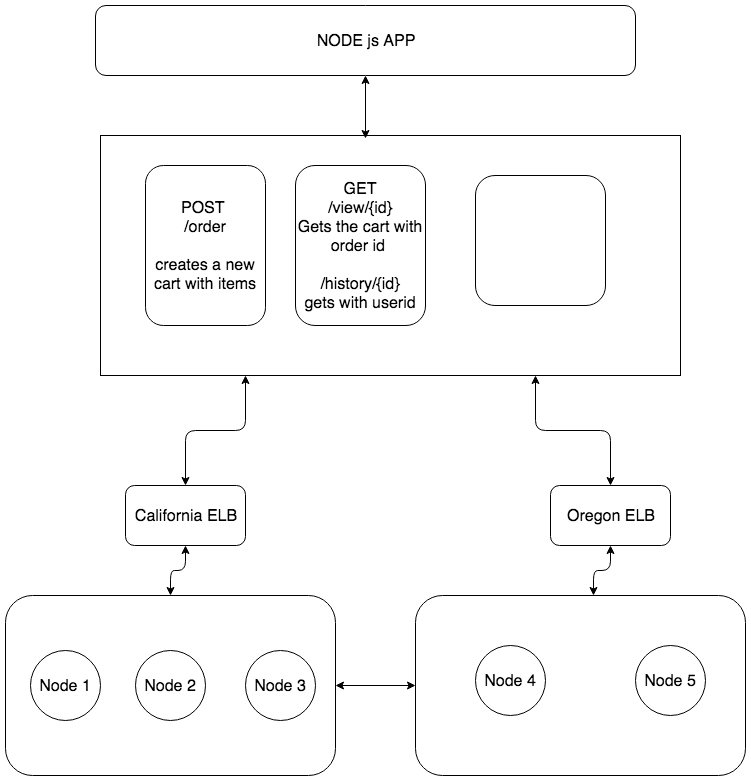 NODE js APP
POST
/order
creates a new
cart with items
GET
/view/{id}
Gets the cart with
order id
/history/{id}
gets with userid
California ELB
Oregon ELB
Node 1
Node 2
Node 3
Node 4
Node 5